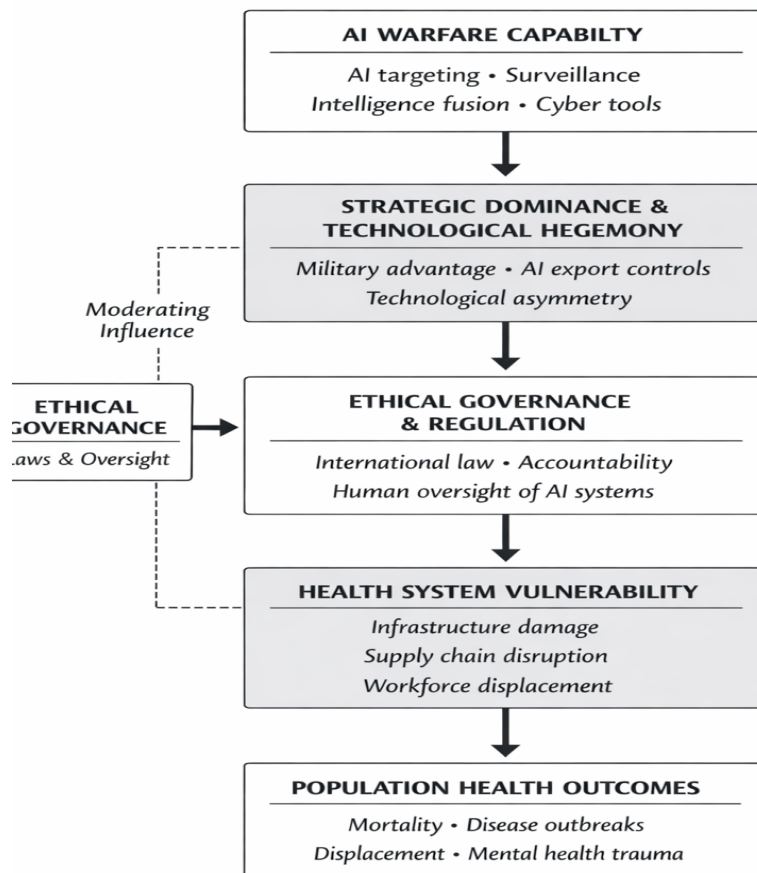 AI WARFARE CAPABILTY
AI targeting • Surveillance
Intelligence fusion • Cyber tools
STRATEGIC DOMINANCE &
TECHNOLOGICAL HEGEMONY
Military advantage • AI export controls
Technological asymmetry
Moderating
Influence
ETHICAL
GOVERNANCE
Laws & Oversight
ETHICAL GOVERNANCE
& REGULATION
International law • Accountability
Human oversight of AI systems
HEALTH SYSTEM VULNERABILITY
Infrastructure damage
Supply chain disruption
Workforce displacement
POPULATION HEALTH OUTCOMES
Mortality • Disease outbreaks
Displacement • Mental health trauma